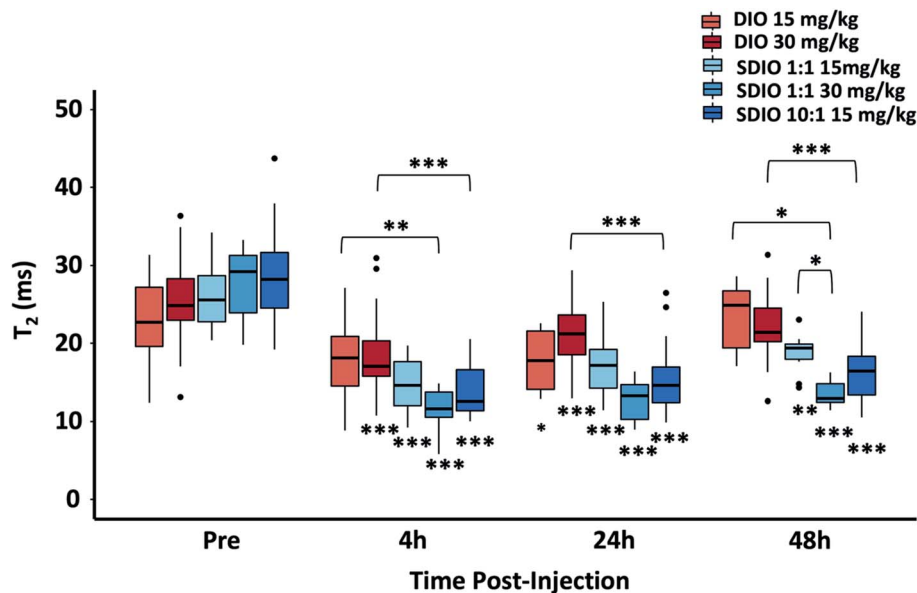 DIO 15 mg/kg
DIO 30 mg/kg
SDIO 1:1 15mg/kg
SDIO 1:1 30 mg/kg
SDIO 10:1 15 mg/kg
50
40
30
20
10
0
T2 (ms)
***
**
***
***
*
*
***
***
***
***
*
***
***
***
***
**
***
***
Pre
4h
24h
48h
Time Post-Injection